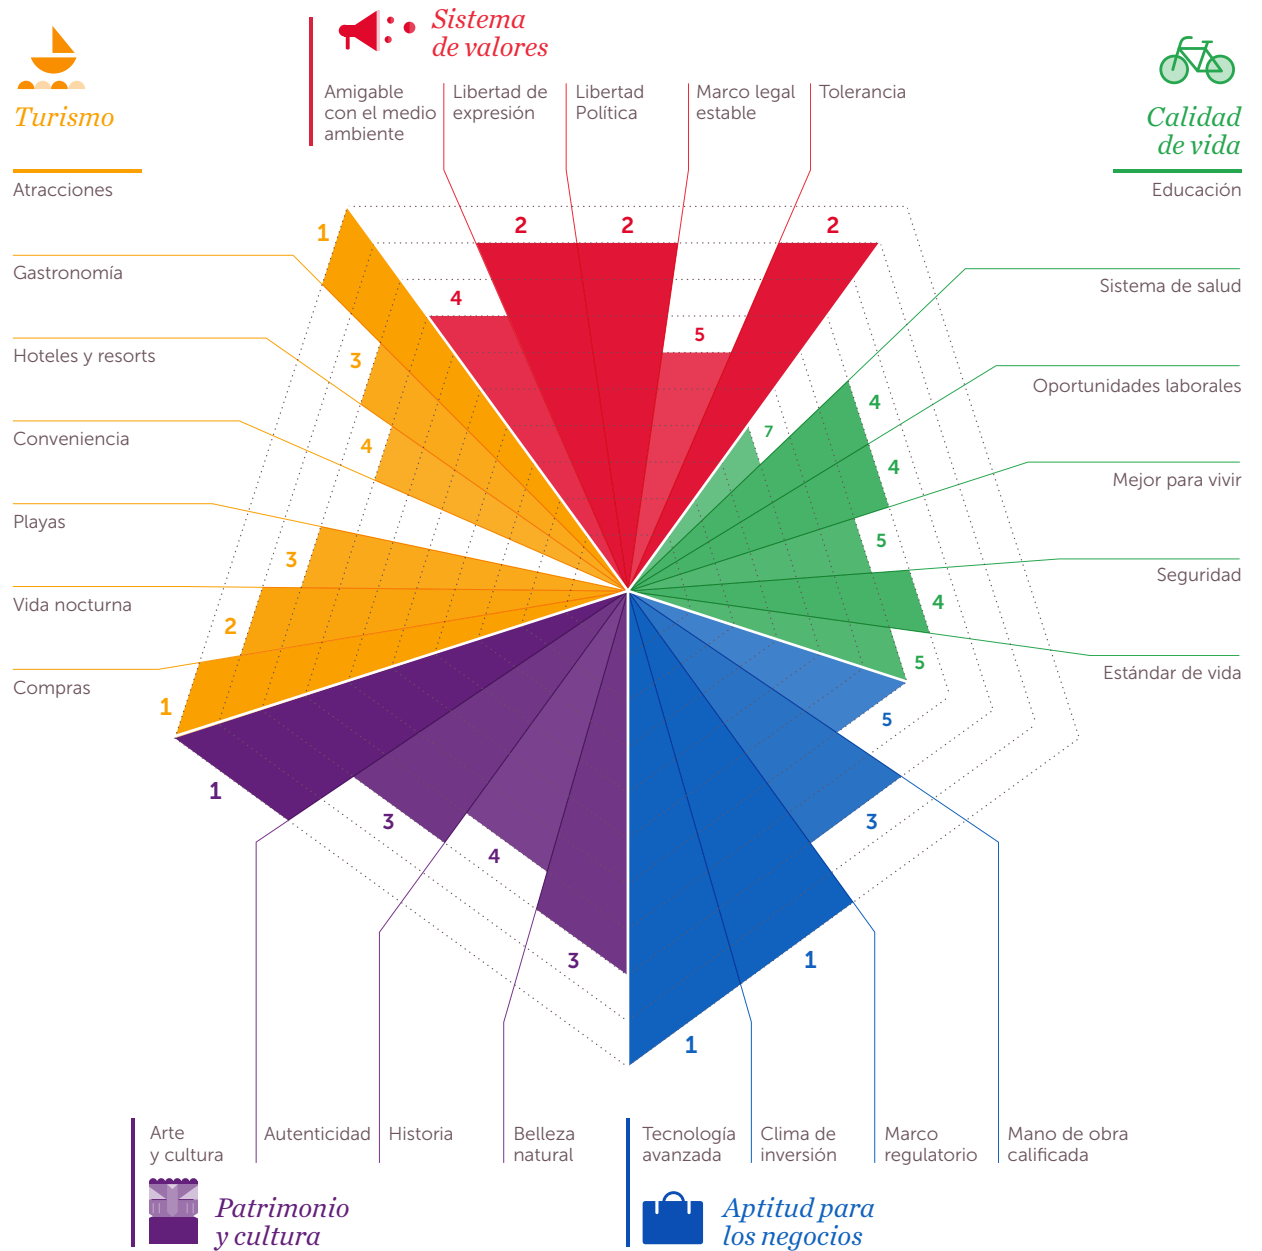 Sistema
de valores
Turismo
Calidad
de vida
Amigable
con el medio
ambiente
Libertad de
expresión
Libertad
Política
Marco legal
estable
Tolerancia
Atracciones
Gastronomía
Hoteles y resorts
Conveniencia
Playas
Vida nocturna
Compras
Educación
Sistema de salud
Oportunidades laborales
Mejor para vivir
Seguridad
Estándar de vida
1
3
4
3
2
1
4
2
2
5
2
7
4
4
5
4
5
1
3
4
3
1
1
3
5
Arte
y cultura
Autenticidad
Historia
Belleza
natural
Tecnología
avanzada
Clima de
inversión
Marco
regulatorio
Mano de obra
calificada
Patrimonio
y cultura
Aptitud para
los negocios